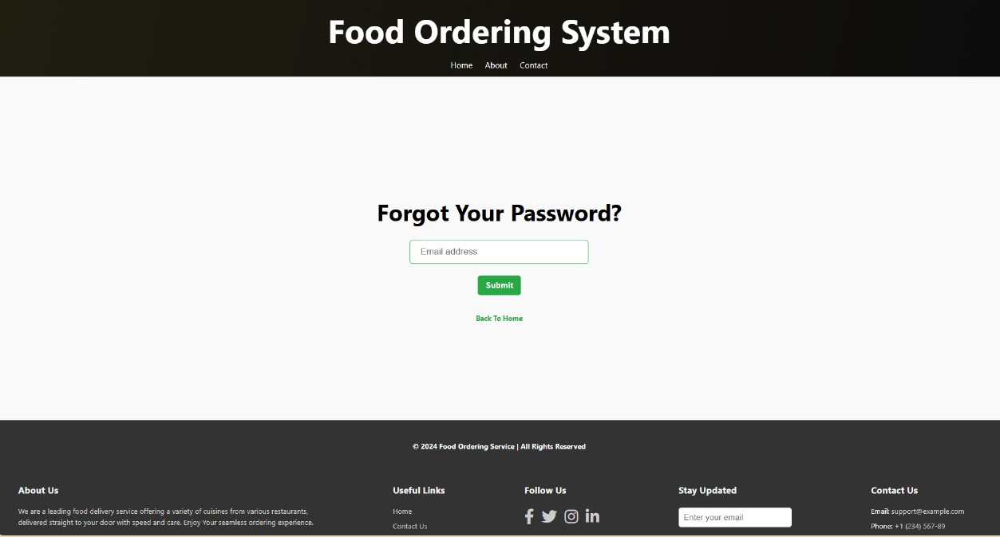 Food Ordering System
Home About Contact
Forgot Your Password?
Email address
Submit
Back To Home
© 2024 Food Ordering Service | All Rights Reserved
About Us
We are a leading food delivery service offering a variety of cuisines from various restaurants,
delivered straight to your door with speed and care. Enjoy Your seamless ordering experience.
Useful Links
Home
Contact Us
Follow Us
Stay Updated
Enter your email
Contact Us
Email: support@example.com
Phone: +1 (234) 567-89